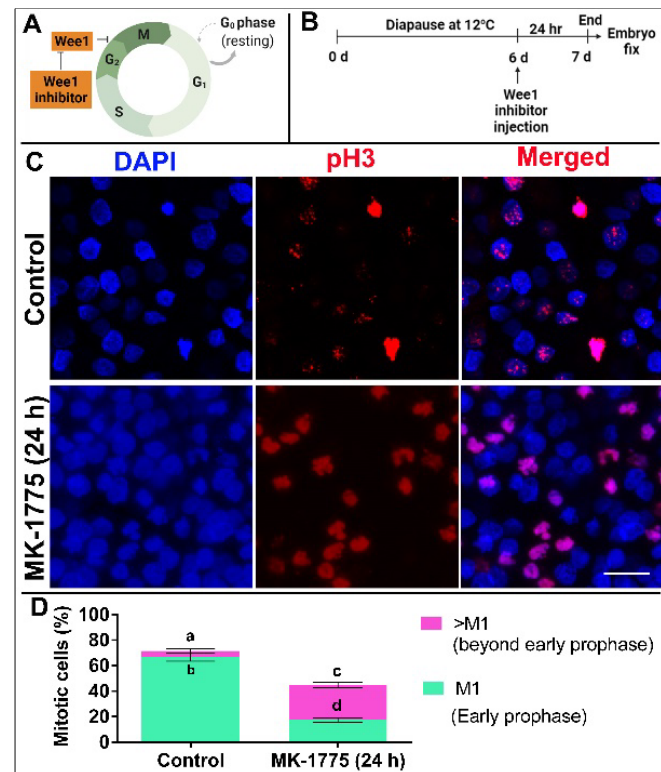 A
Wee1
Wee1
inhibitor
M
G₂
S
G₁
G₀ phase
(resting)
B
Diapause at 12°C
24 hr
End
Embryo
fix
0 d
6 d
7 d
Wee1
inhibitor
injection
C
DAPI
pH3
Merged
Control
MK-1775 (24 h)
D
Mitotic cells (%)
100
80
60
40
20
0
a
b
c
d
Control
MK-1775 (24 h)
>M1
(beyond early prophase)
M1
(Early prophase)